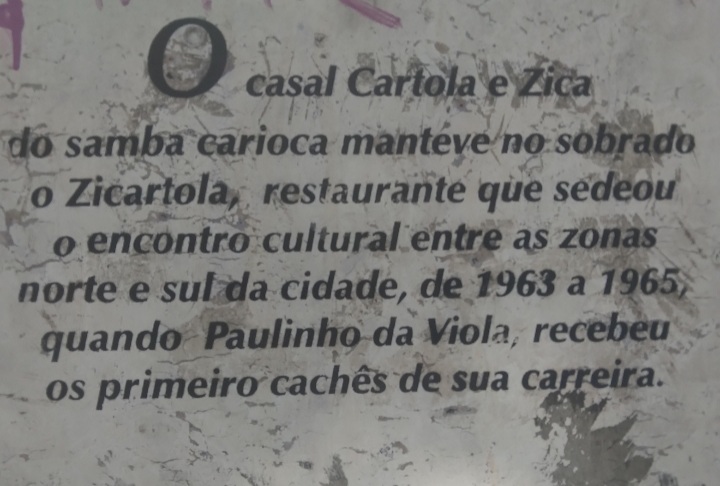 O casal Cartola e Zica
do samba carioca manteve no sobrado
o Zicartola, restaurante que sedeou
o encontro cultural entre as zonas
norte e sul da cidade, de 1963 a 1965,
quando Paulinho da Viola, recebeu
os primeiro cachês de sua carreira.